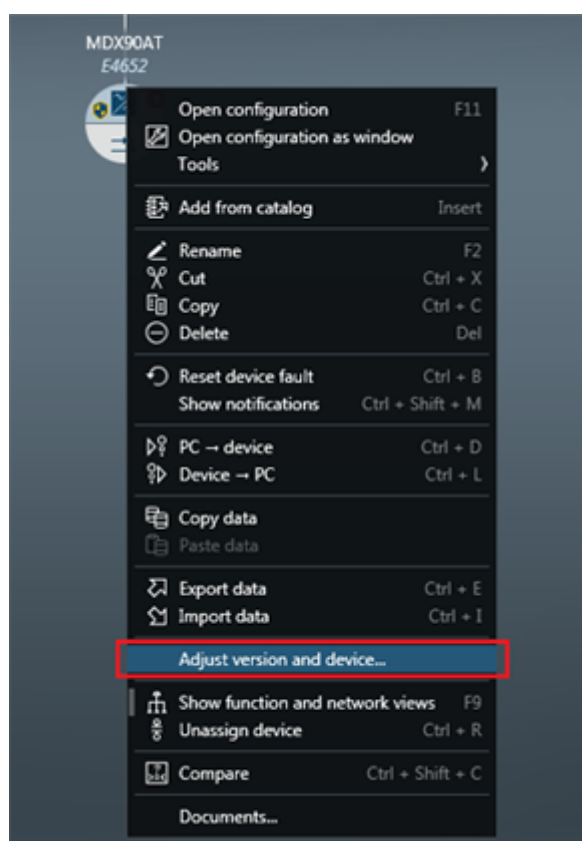 MDX90AT
E4652
Open configuration F11
Open configuration as window
Tools
Add from catalog Insert
Rename F2
Cut Ctrl + X
Copy Ctrl + C
Delete Del
Reset device fault Ctrl + B
Show notifications Ctrl + Shift + M
PC → device Ctrl + D
Device → PC Ctrl + L
Copy data
Paste data
Export data Ctrl + E
Import data Ctrl + I
Adjust version and device...
Show function and network views F9
Unassign device Ctrl + R
Compare Ctrl + Shift + C
Documents...